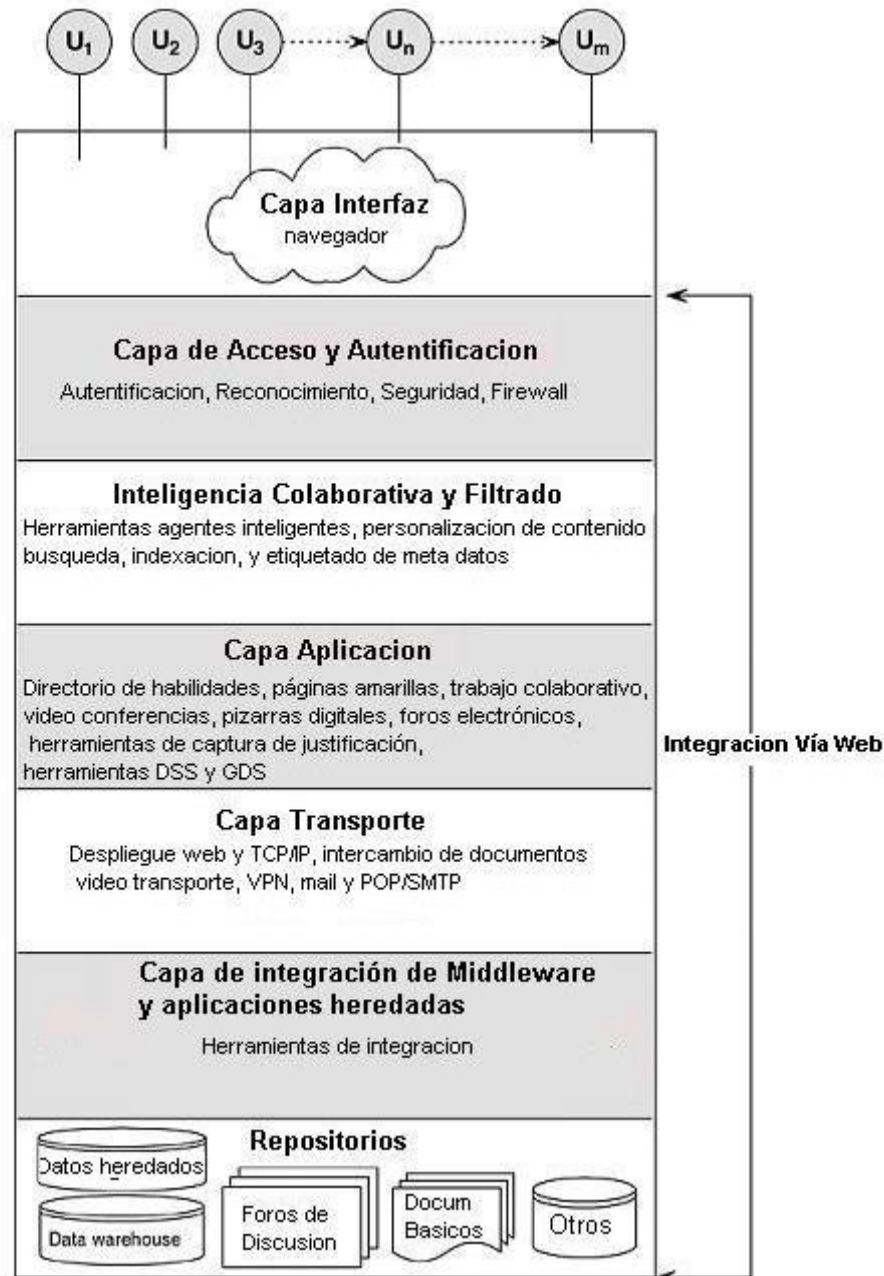 U1 U2 U3 Un Um
Capa Interfaz
navegador
Capa de Acceso y Autentificacion
Autentificacion, Reconocimiento, Seguridad, Firewall
Inteligencia Colaborativa y Filtrado
Herramientas agentes inteligentes, personalizacion de contenido
busqueda, indexacion, y etiquetado de meta datos
Capa Aplicacion
Directorio de habilidades, páginas amarillas, trabajo colaborativo,
video conferencias, pizarras digitales, foros electrónicos,
herramientas de captura de justificación,
herramientas DSS y GDS
Integracion Vía Web
Capa Transporte
Despliegue web y TCP/IP, intercambio de documentos
video transporte, VPN, mail y POP/SMTP
Capa de integración de Middleware
y aplicaciones heredadas
Herramientas de integracion
Repositorios
Datos heredados
Data warehouse
Foros de
Discusion
Docum
Basicos
Otros